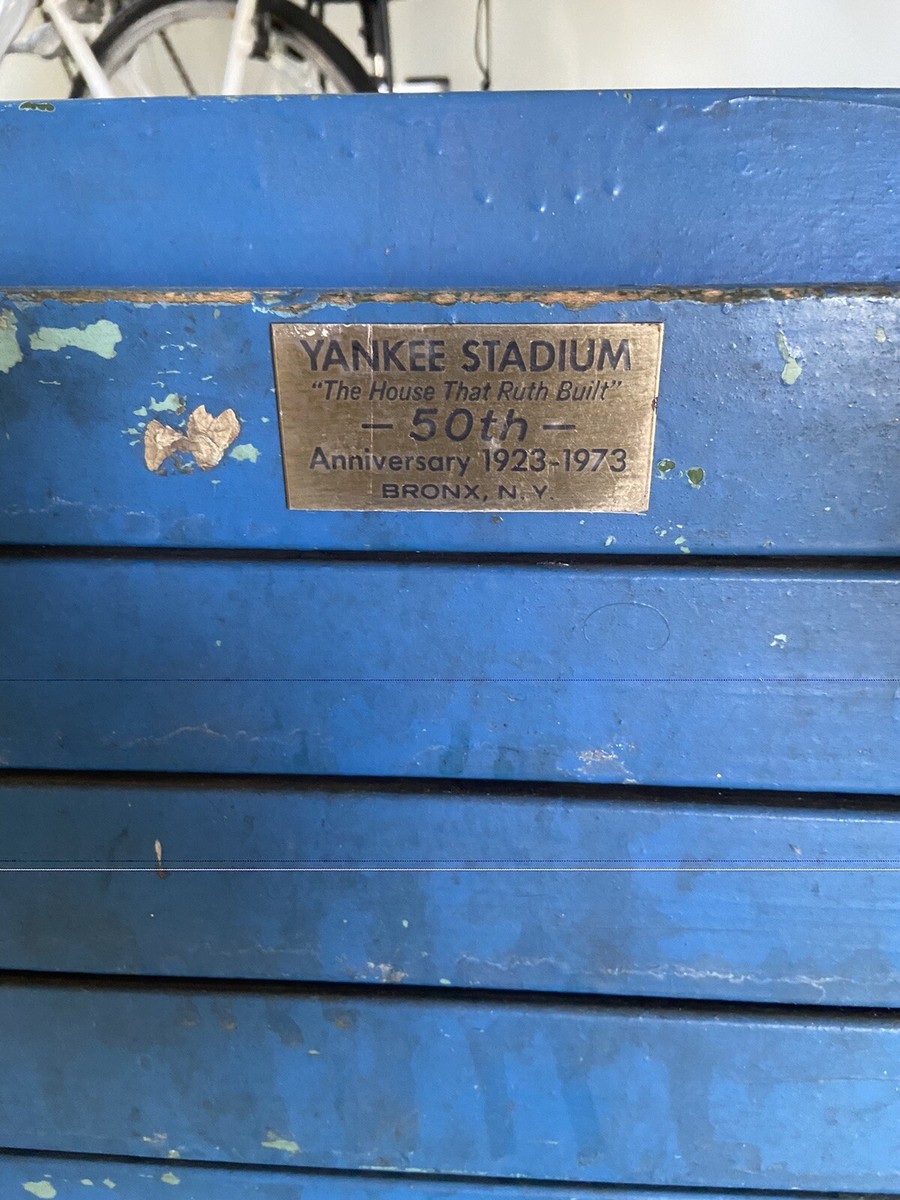 YANKEE STADIUM
"The House That Ruth Built"
— 50th —
Anniversary 1923-1973
BRONX, N.Y.